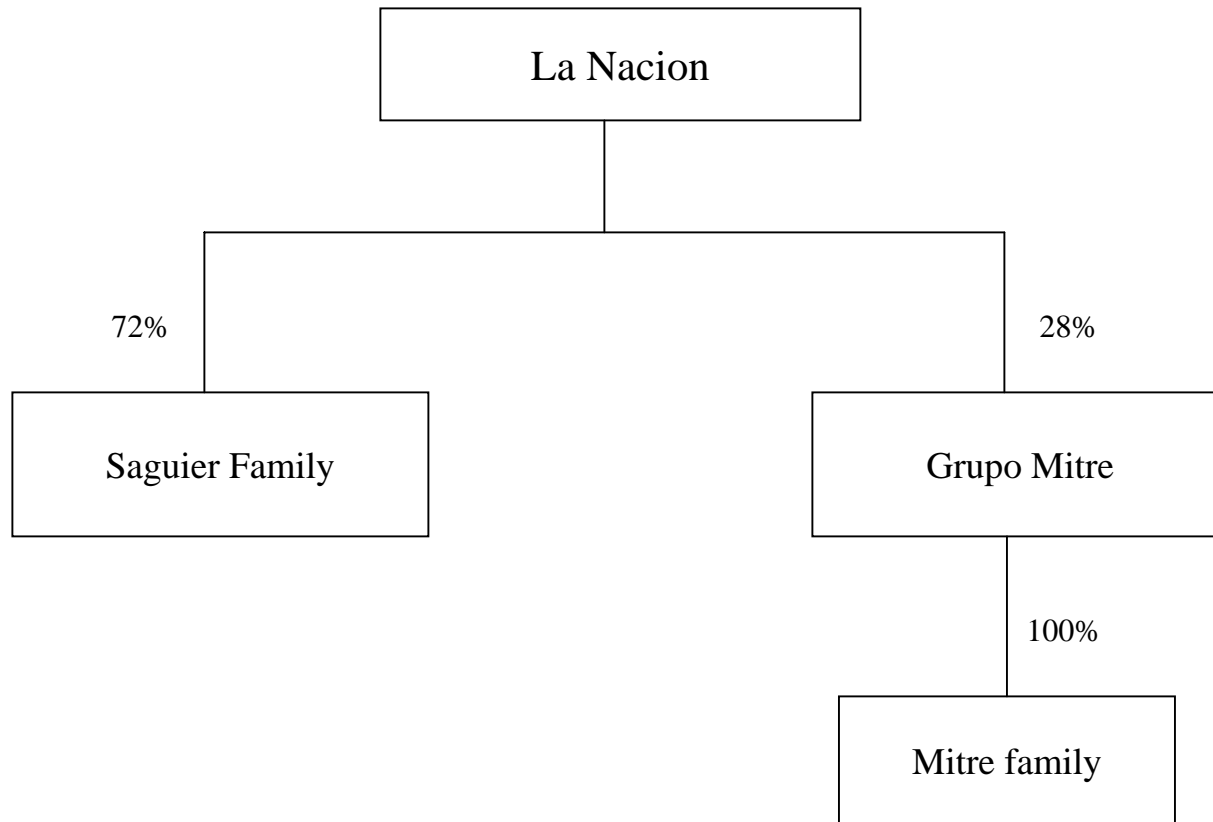 La Nacion
72%
28%
Saguier Family
Grupo Mitre
100%
Mitre family